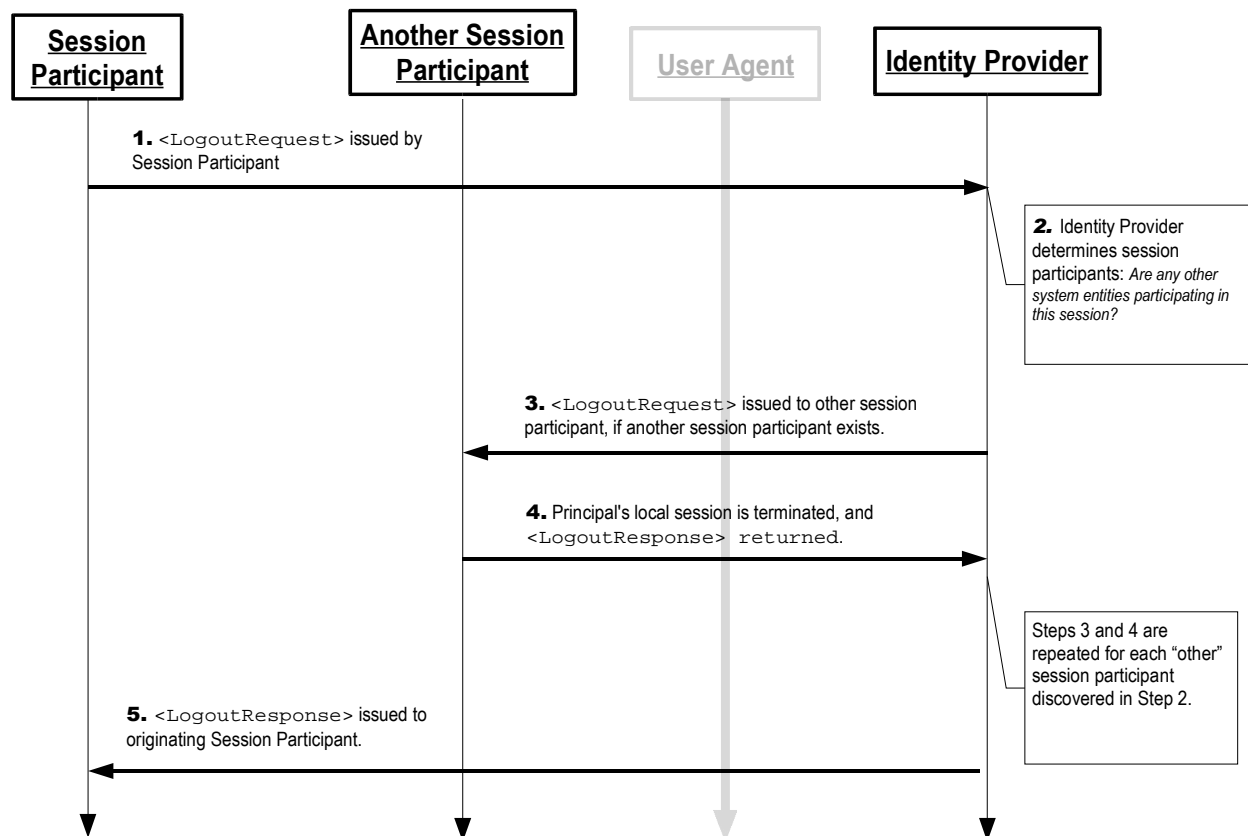 Session
Participant
Another Session
Participant
User Agent
Identity Provider
1. <LogoutRequest> issued by
Session Participant
2. Identity Provider
determines session
participants: Are any other
system entities participating in
this session?
3. <LogoutRequest> issued to other session
participant, if another session participant exists.
4. Principal's local session is terminated, and
<LogoutResponse> returned.
Steps 3 and 4 are
repeated for each “other”
session participant
discovered in Step 2.
5. <LogoutResponse> issued to
originating Session Participant.